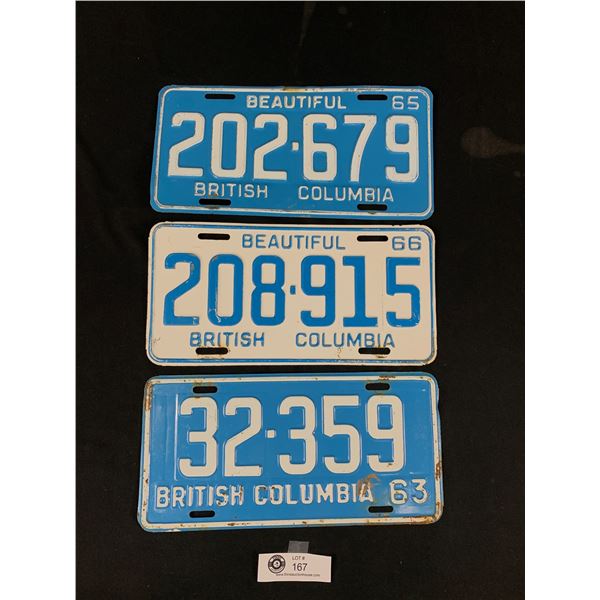 BEAUTIFUL 65
202•679
BRITISH COLUMBIA
BEAUTIFUL 66
208•915
BRITISH COLUMBIA
32•359
BRITISH COLUMBIA 63
LOT #
167